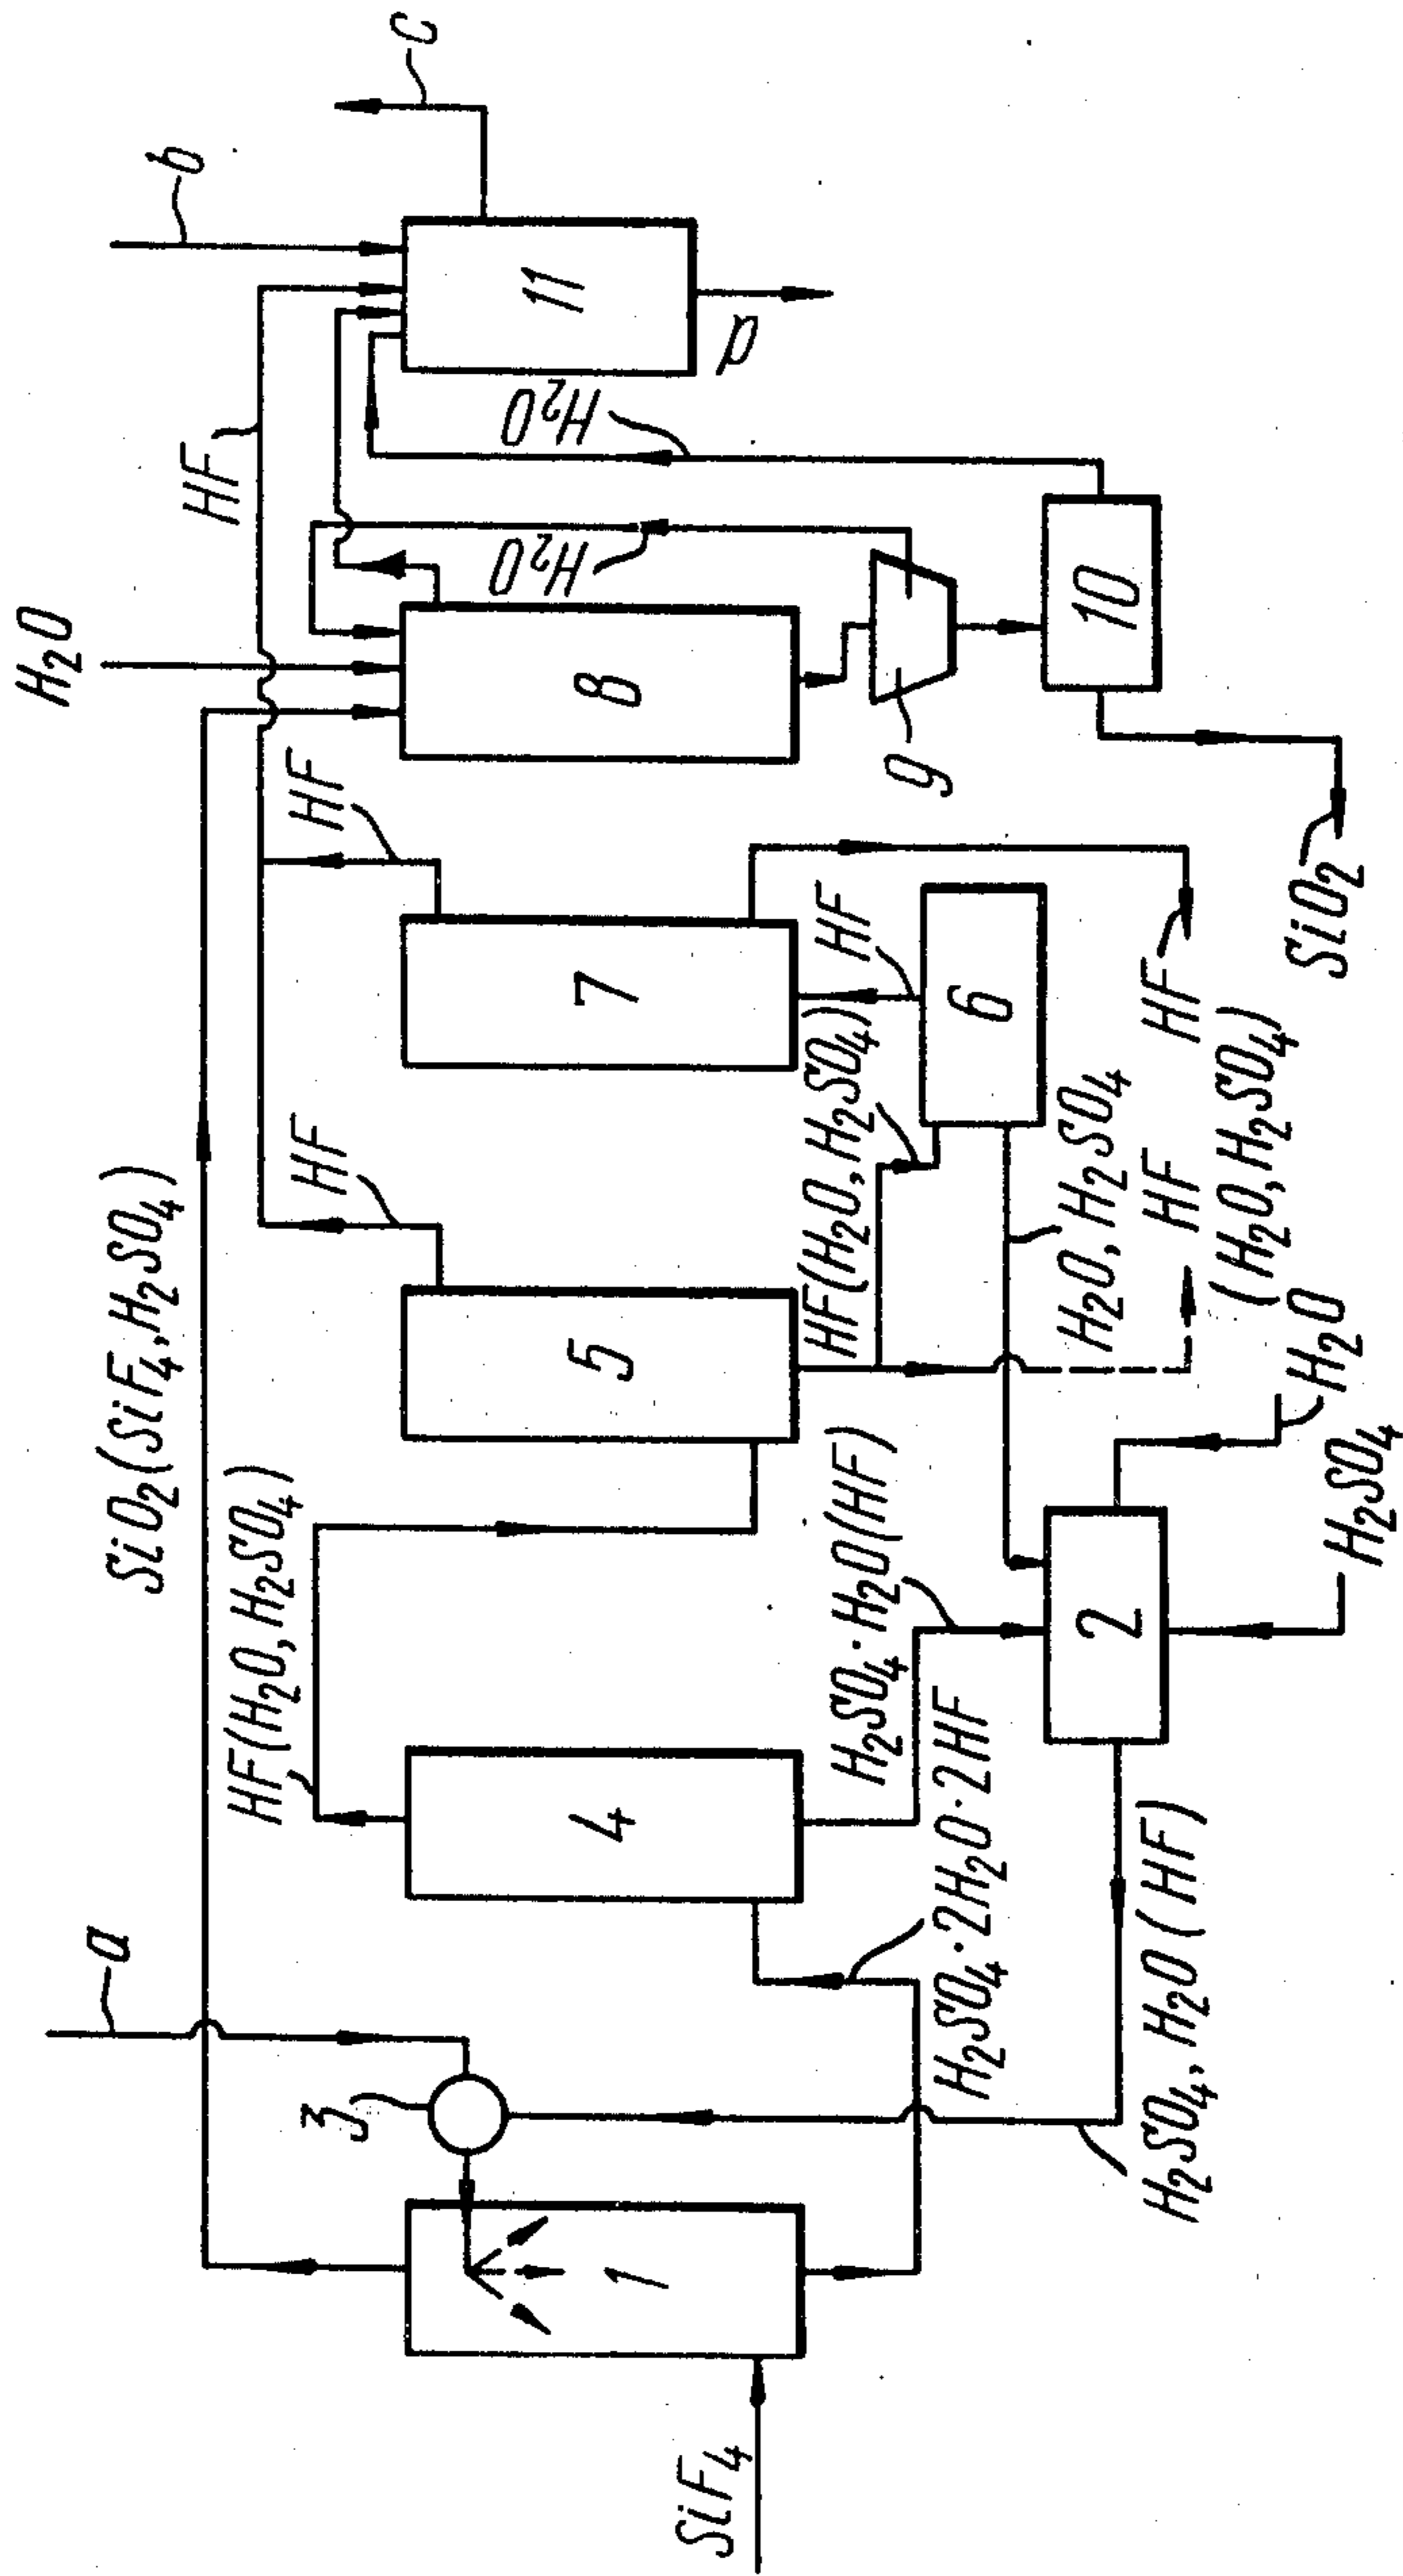 SiF₄
1
a
3
SiO₂(SiF₄, H₂SO₄)
HF(H₂O, H₂SO₄)
4
H₂SO₄·2H₂O·2HF
H₂SO₄, H₂O (HF)
H₂SO₄·H₂O(HF)
2
H₂SO₄
H₂O
5
HF
HF(H₂O, H₂SO₄)
H₂O, H₂SO₄
HF
(H₂O, H₂SO₄)
6
HF
7
HF
HF
H₂O
8
9
H₂O
10
SiO₂
HF
H₂O
11
b
c
d